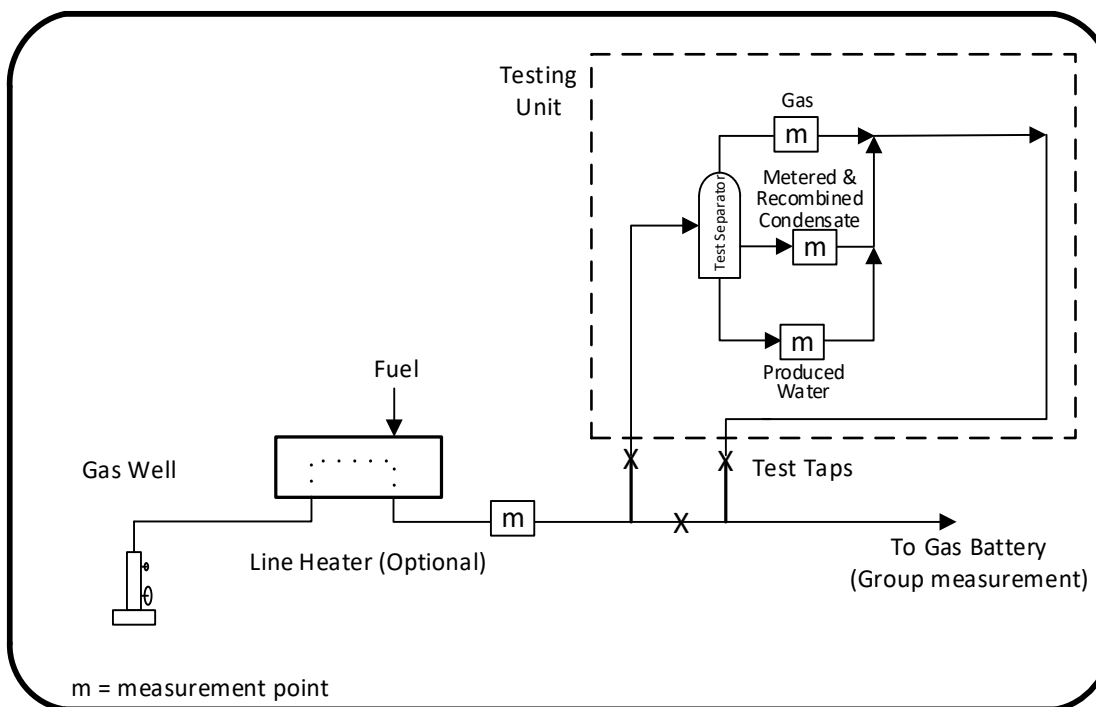 Testing
Unit
Gas
m
Metered &
Recombined
Condensate
m
Test Separator
m
Produced
Water
Fuel
Gas Well
X
X
Test Taps
m
X
Line Heater (Optional)
To Gas Battery
(Group measurement)
m = measurement point